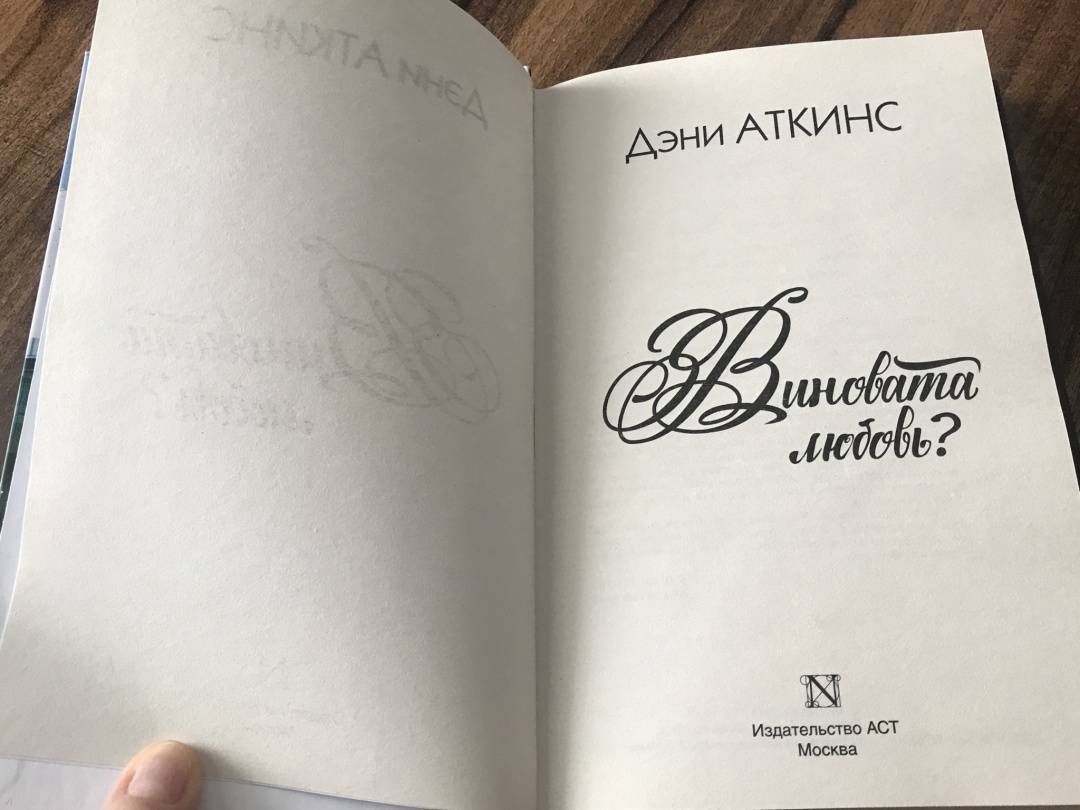 Дэни АТКИНС
Виновата
любовь?
N
Издательство АСТ
Москва